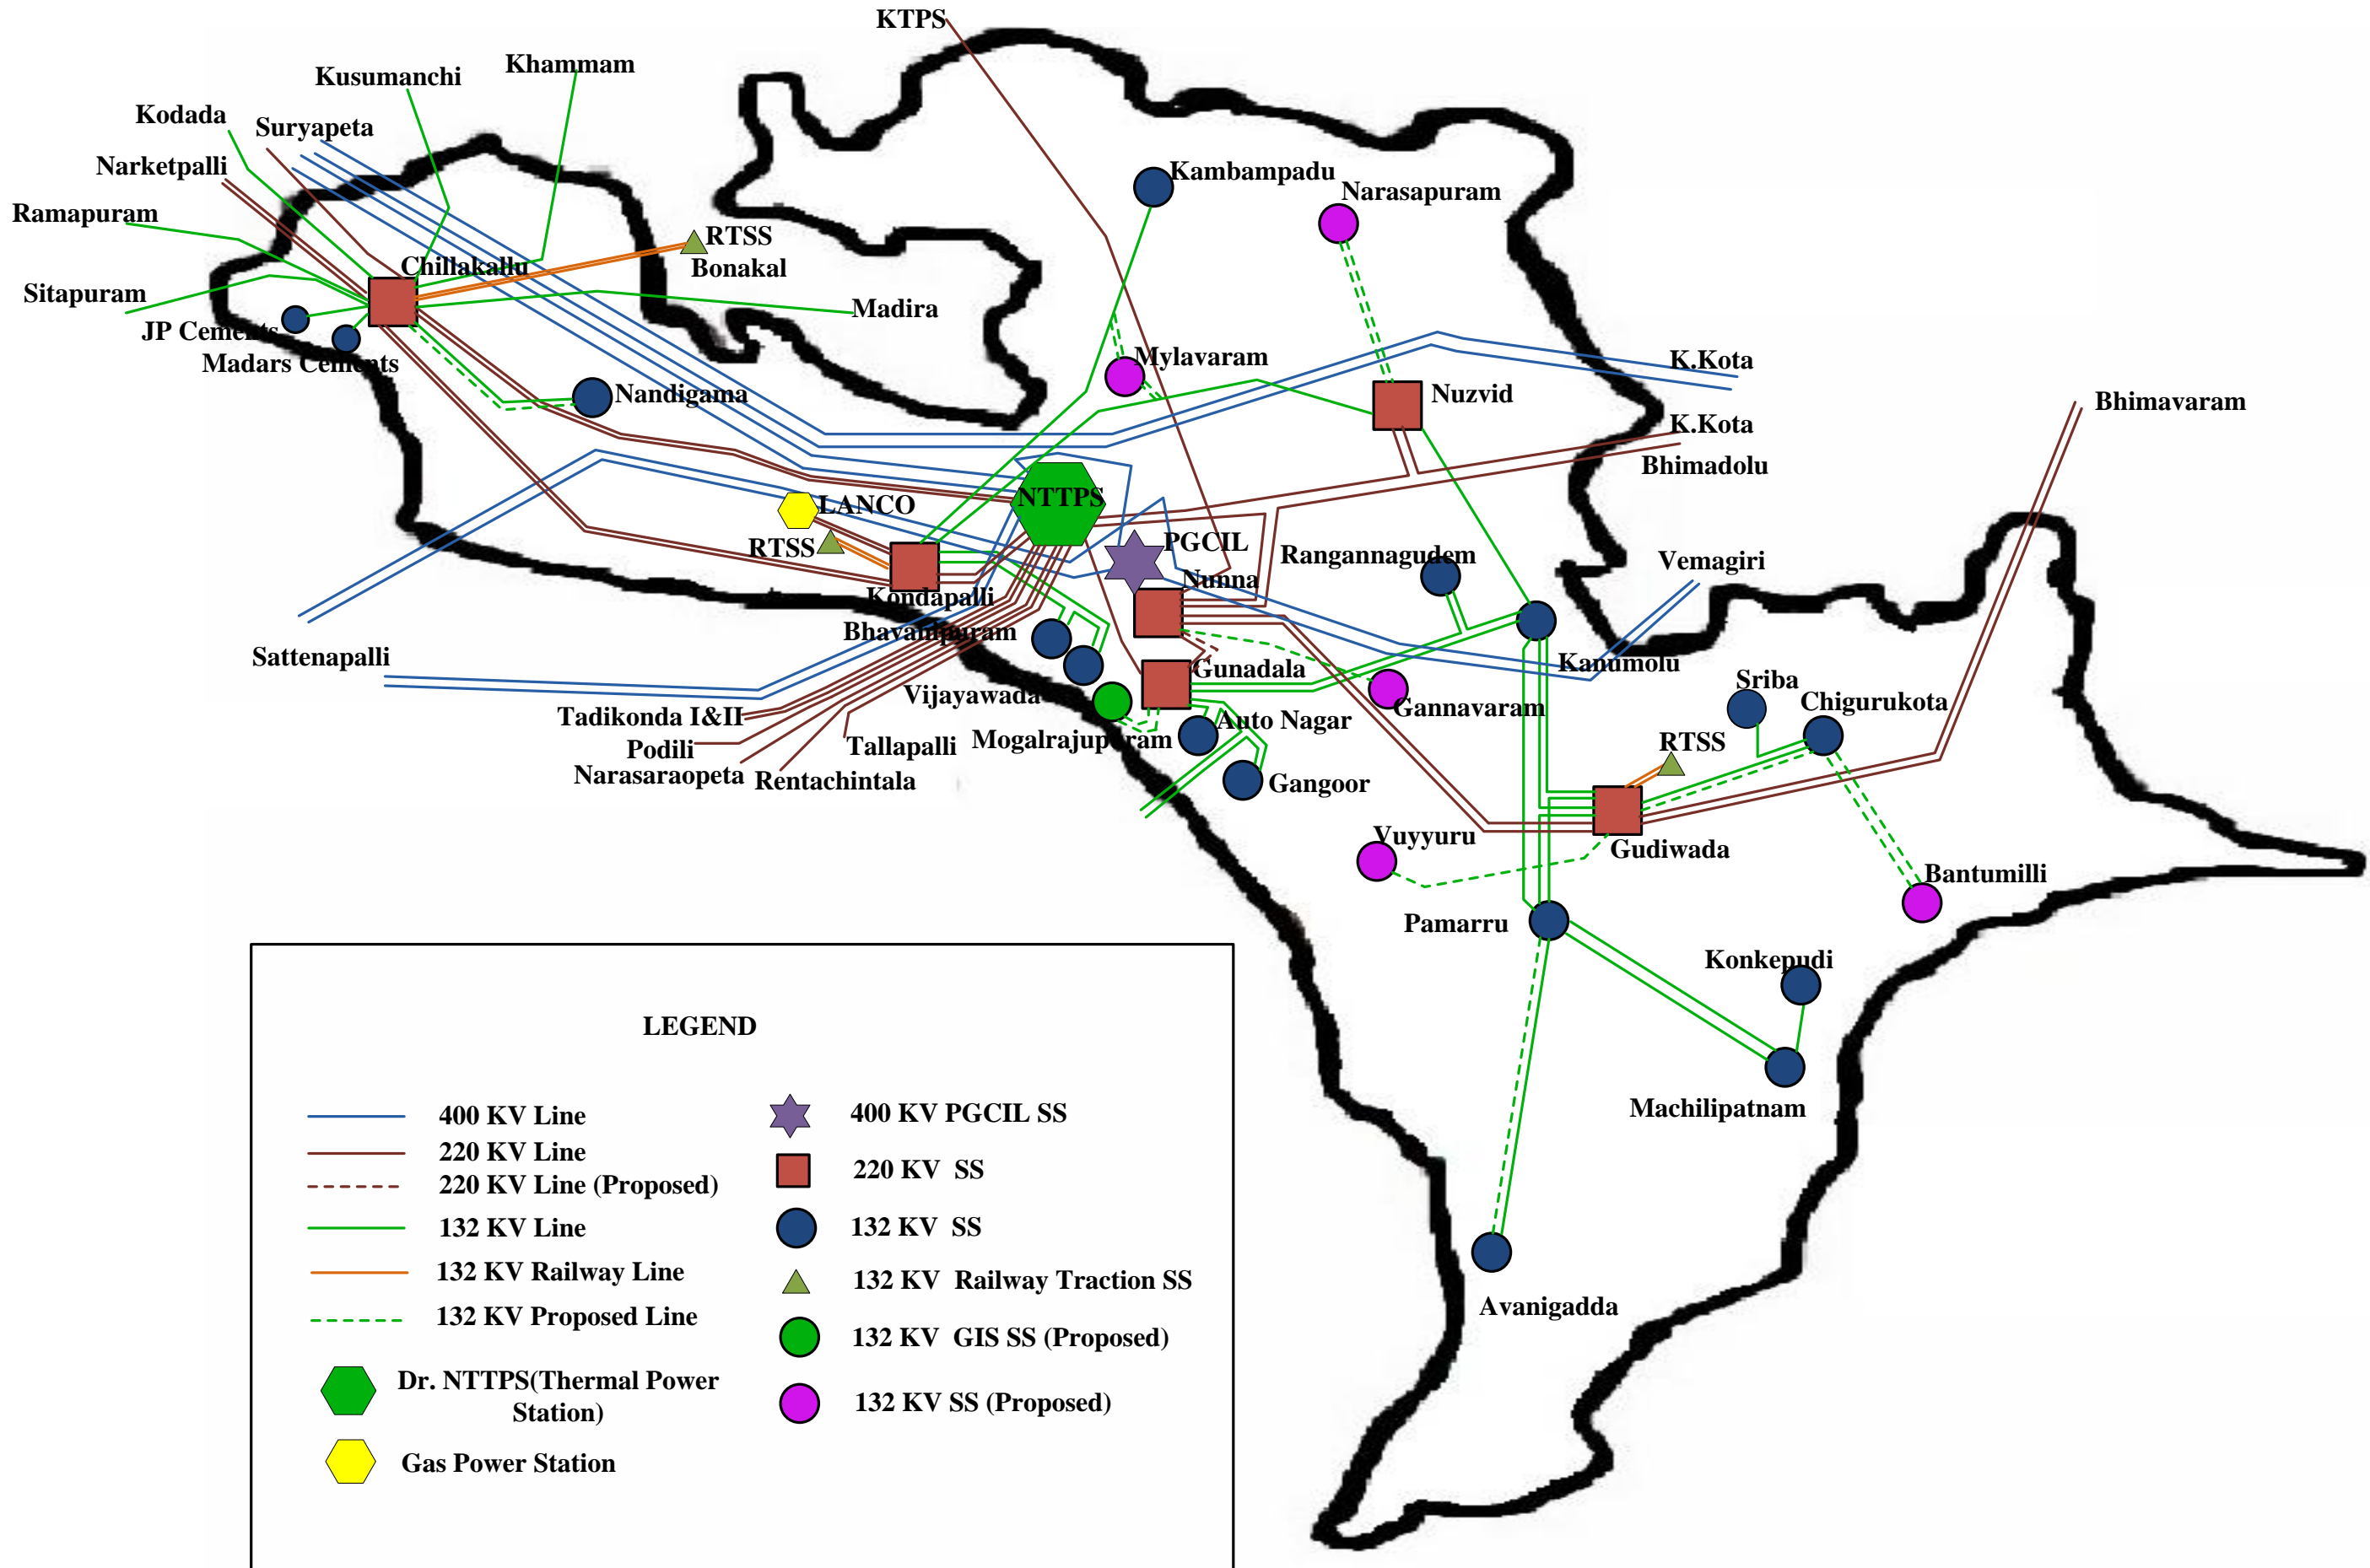 KTPS
Khammam
Kusumanchi
Kodada
Suryapeta
Narketpalli
Ramapuram
Kambampadu
Narasapuram
RTSS
Bonakal
Chillakallu
Sitapuram
Madira
JP Cements
Madars Cements
Mylavaram
K.Kota
Nandigama
Nuzvid
Bhimavaram
K.Kota
Bhimadolu
NTTPS
LANCO
RTSS
PGCIL
Rangannagudem
Vemagiri
Nunna
Kondapalli
Bhavanipuram
Sattenapalli
Gunadala
Kanumolu
Sriba
Vijayawada
Gannavaram
Chigurukota
Tadikonda I&II
Auto Nagar
Mogalrajupuram
RTSS
Podili
Tallapalli
Narasaraopeta
Rentachintala
Gangoor
Vuyyuru
Gudiwada
Bantumilli
Pamarru
Konkepudi
Machilipatnam
Avanigadda
LEGEND
400 KV Line
220 KV Line
220 KV Line (Proposed)
132 KV Line
132 KV Railway Line
132 KV Proposed Line
Dr. NTTPS(Thermal Power
Station)
Gas Power Station
400 KV PGCIL SS
220 KV SS
132 KV SS
132 KV Railway Traction SS
132 KV GIS SS (Proposed)
132 KV SS (Proposed)